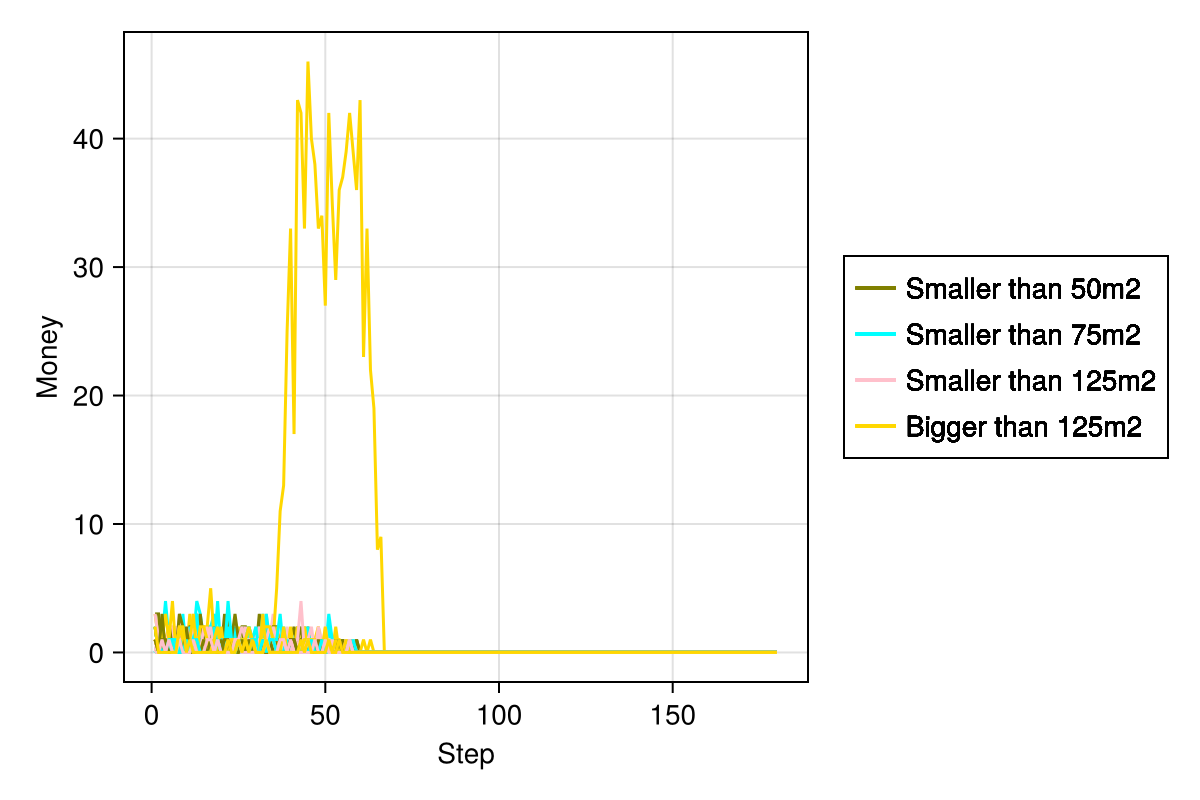 40
30
20
10
0
Money
0 50 100 150
Step
Smaller than 50m2
Smaller than 75m2
Smaller than 125m2
Bigger than 125m2